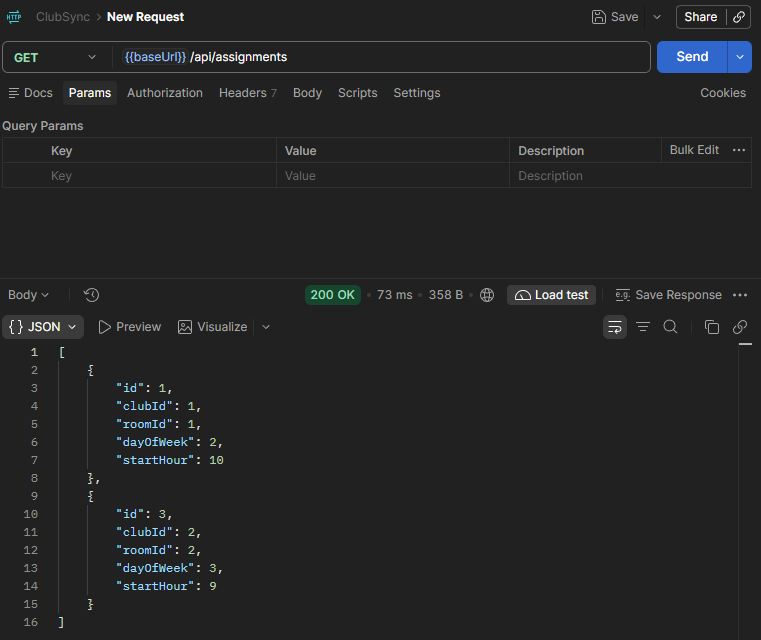 HTTP ClubSync > New Request Save Share
GET {{baseUrl}} /api/assignments Send
Docs Params Authorization Headers 7 Body Scripts Settings Cookies
Query Params
Key Value Description Bulk Edit ···
Key Value Description
Body 200 OK • 73 ms • 358 B • Load test e.g. Save Response ···
{} JSON Preview Visualize
1 [
2 {
3 "id": 1,
4 "clubId": 1,
5 "roomId": 1,
6 "dayOfWeek": 2,
7 "startHour": 10
8 },
9 {
10 "id": 3,
11 "clubId": 2,
12 "roomId": 2,
13 "dayOfWeek": 3,
14 "startHour": 9
15 }
16 ]